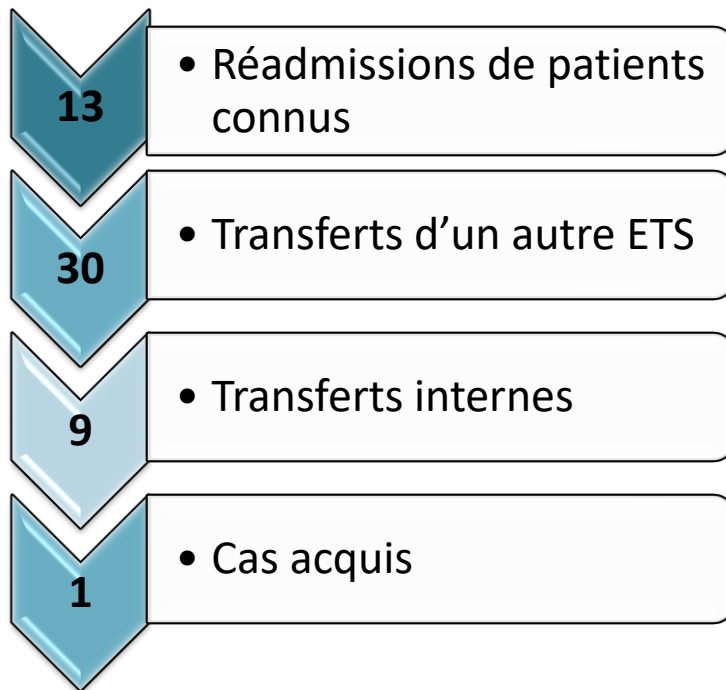 13
• Réadmissions de patients
connus
30
• Transferts d’un autre ETS
9
• Transferts internes
1
• Cas acquis